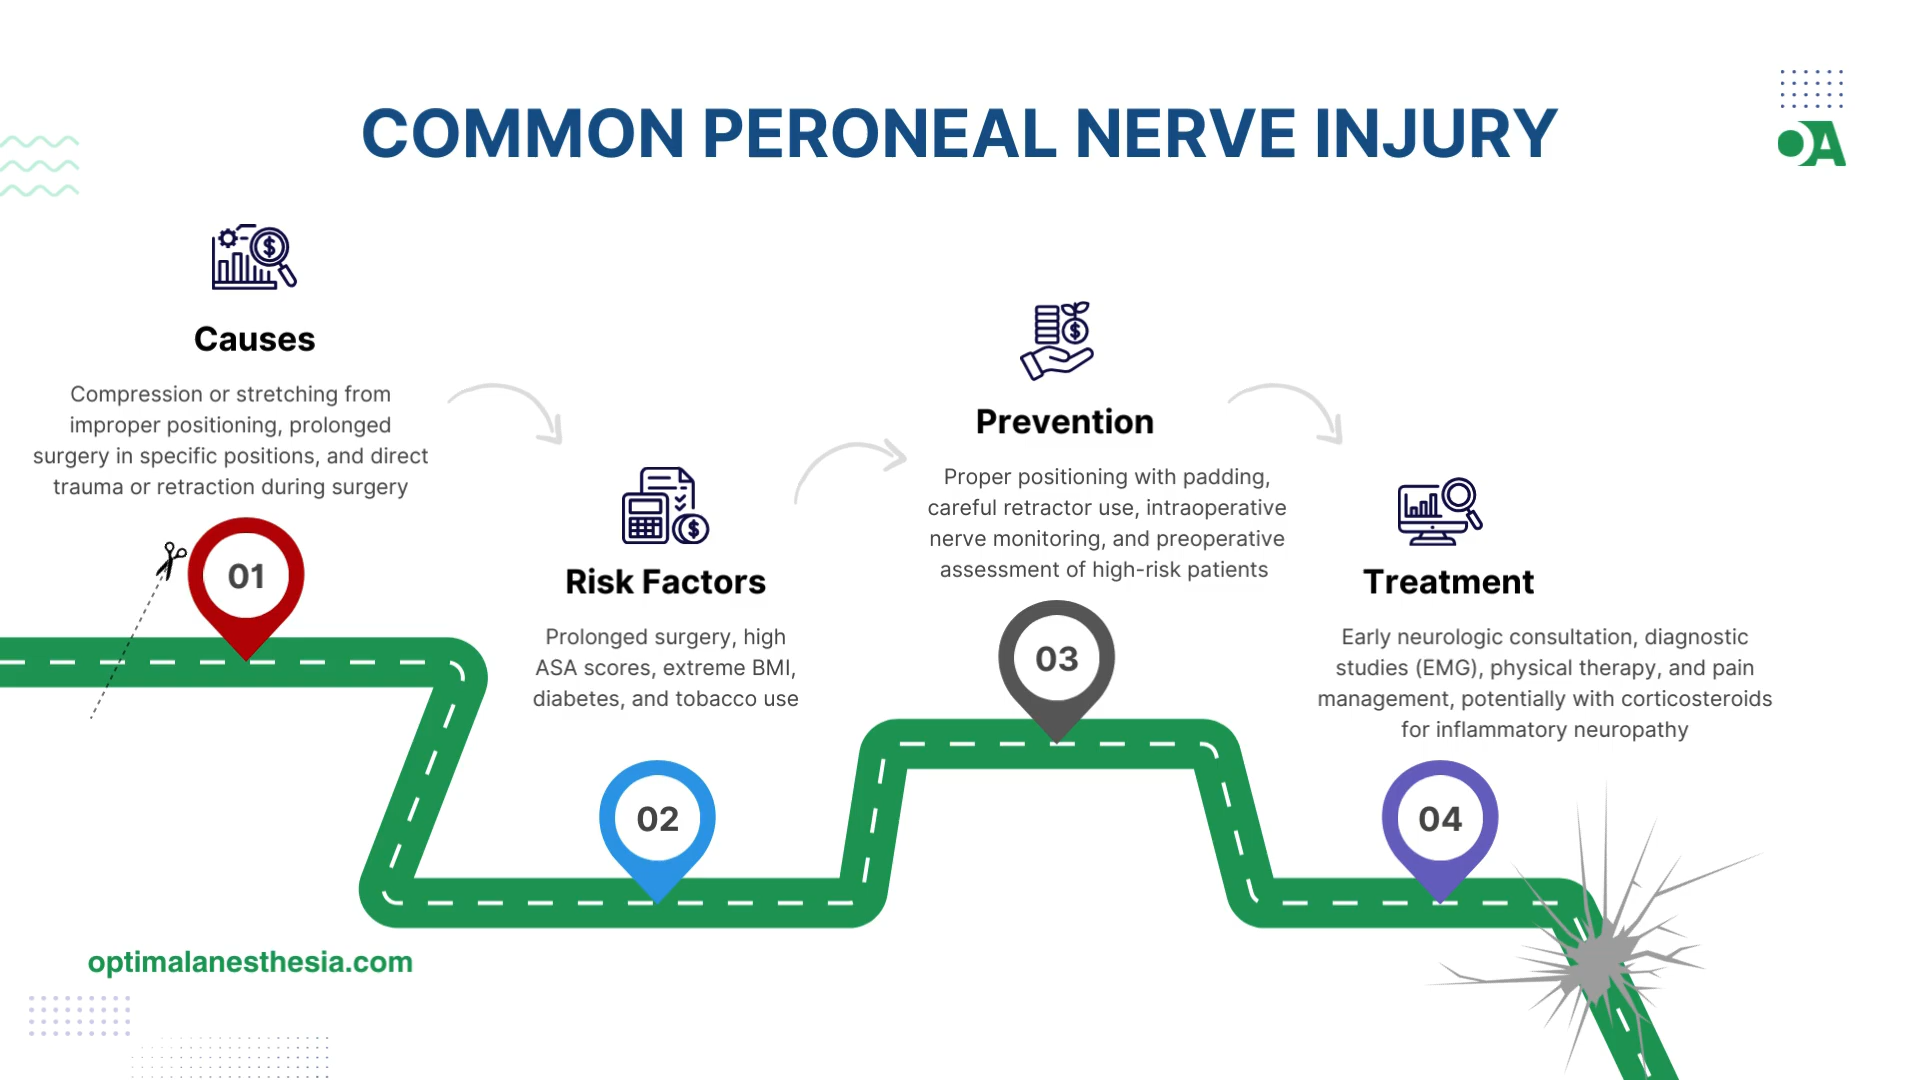 COMMON PERONEAL NERVE INJURY
OA
Causes
Compression or stretching from
improper positioning, prolonged
surgery in specific positions, and direct
trauma or retraction during surgery
01
Risk Factors
Prolonged surgery, high
ASA scores, extreme BMI,
diabetes, and tobacco use
02
Prevention
Proper positioning with padding,
careful retractor use, intraoperative
nerve monitoring, and preoperative
assessment of high-risk patients
03
Treatment
Early neurologic consultation, diagnostic
studies (EMG), physical therapy, and pain
management, potentially with corticosteroids
for inflammatory neuropathy
04
optimalanesthesia.com